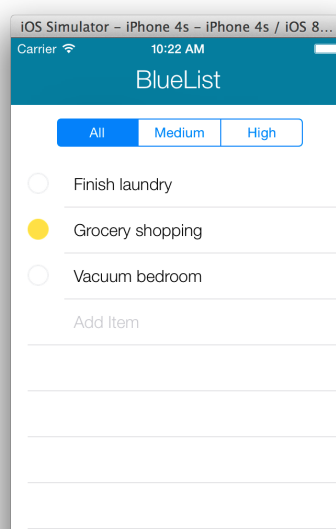 iOS Simulator – iPhone 4s – iPhone 4s / iOS 8...
Carrier 10:22 AM
BlueList
All Medium High
Finish laundry
Grocery shopping
Vacuum bedroom
Add Item